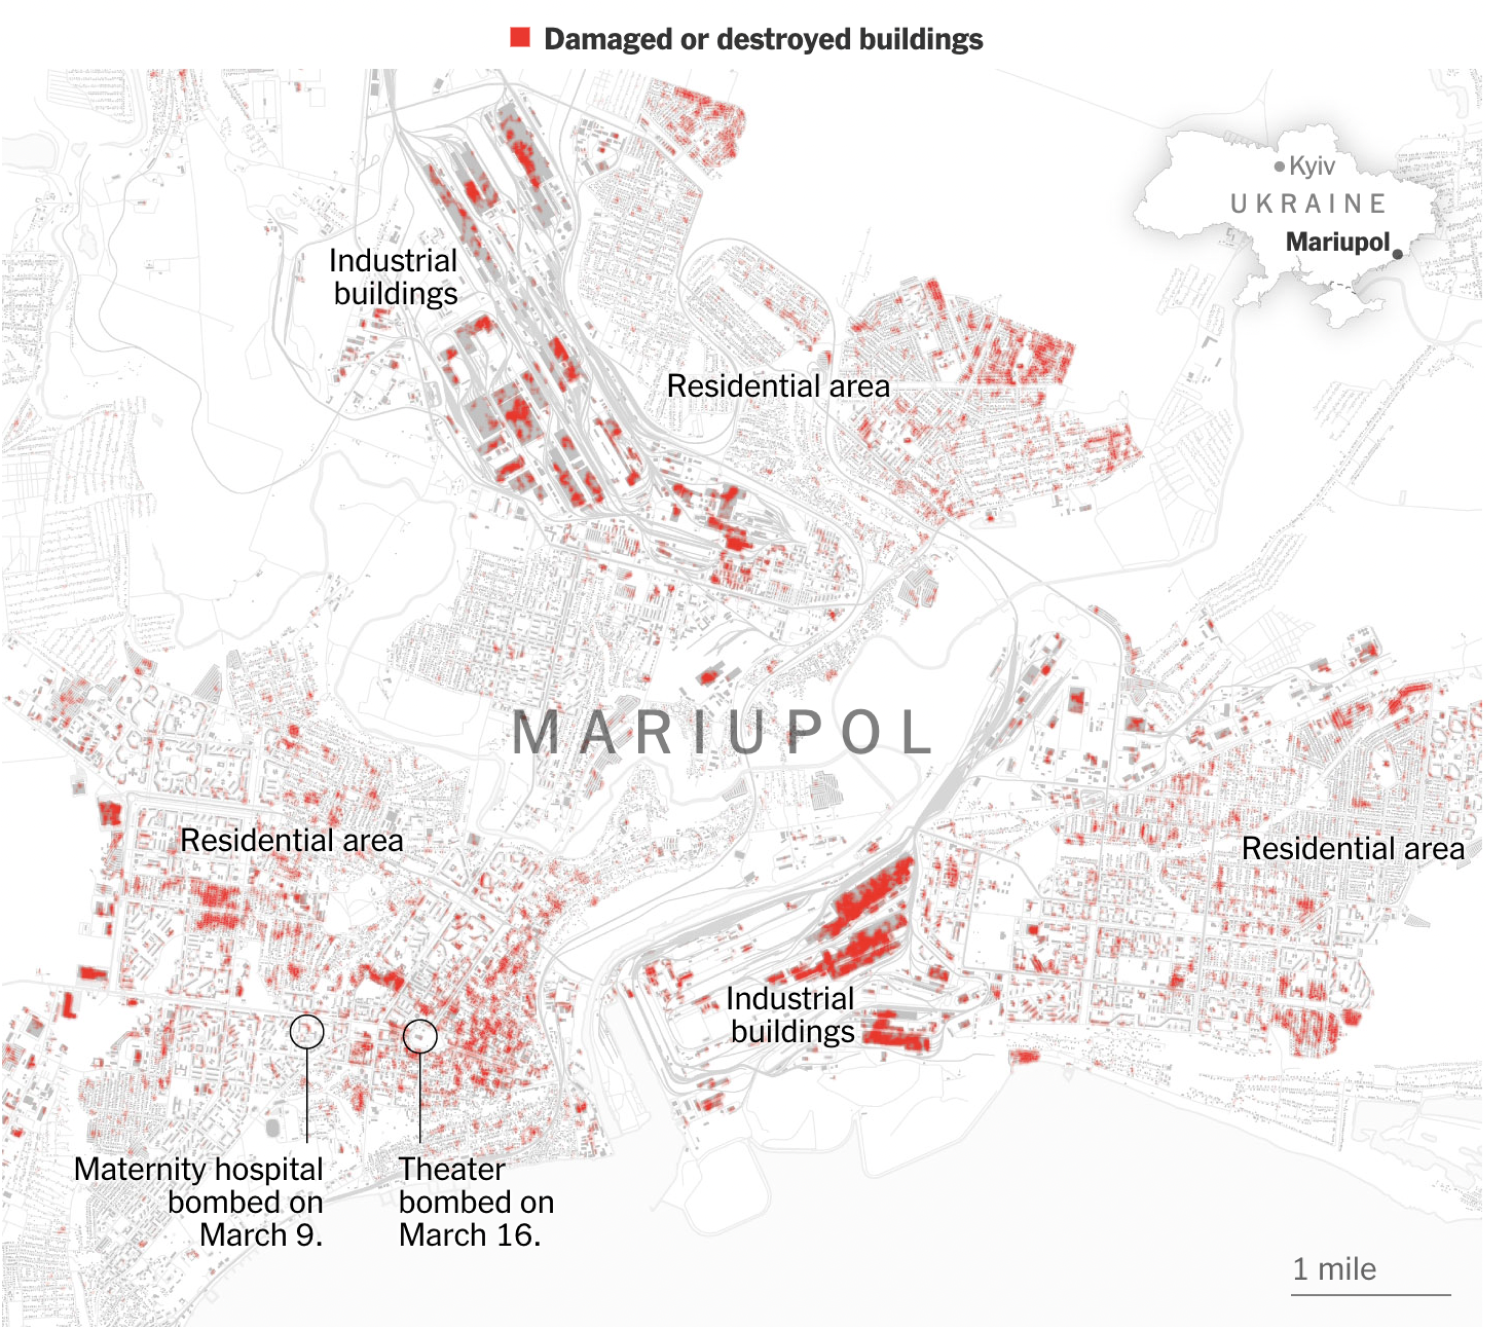 Damaged or destroyed buildings
Kyiv
UKRAINE
Mariupol
Industrial
buildings
Residential area
MARIUPOL
Residential area
Residential area
Industrial
buildings
Maternity hospital
bombed on
March 9.
Theater
bombed on
March 16.
1 mile